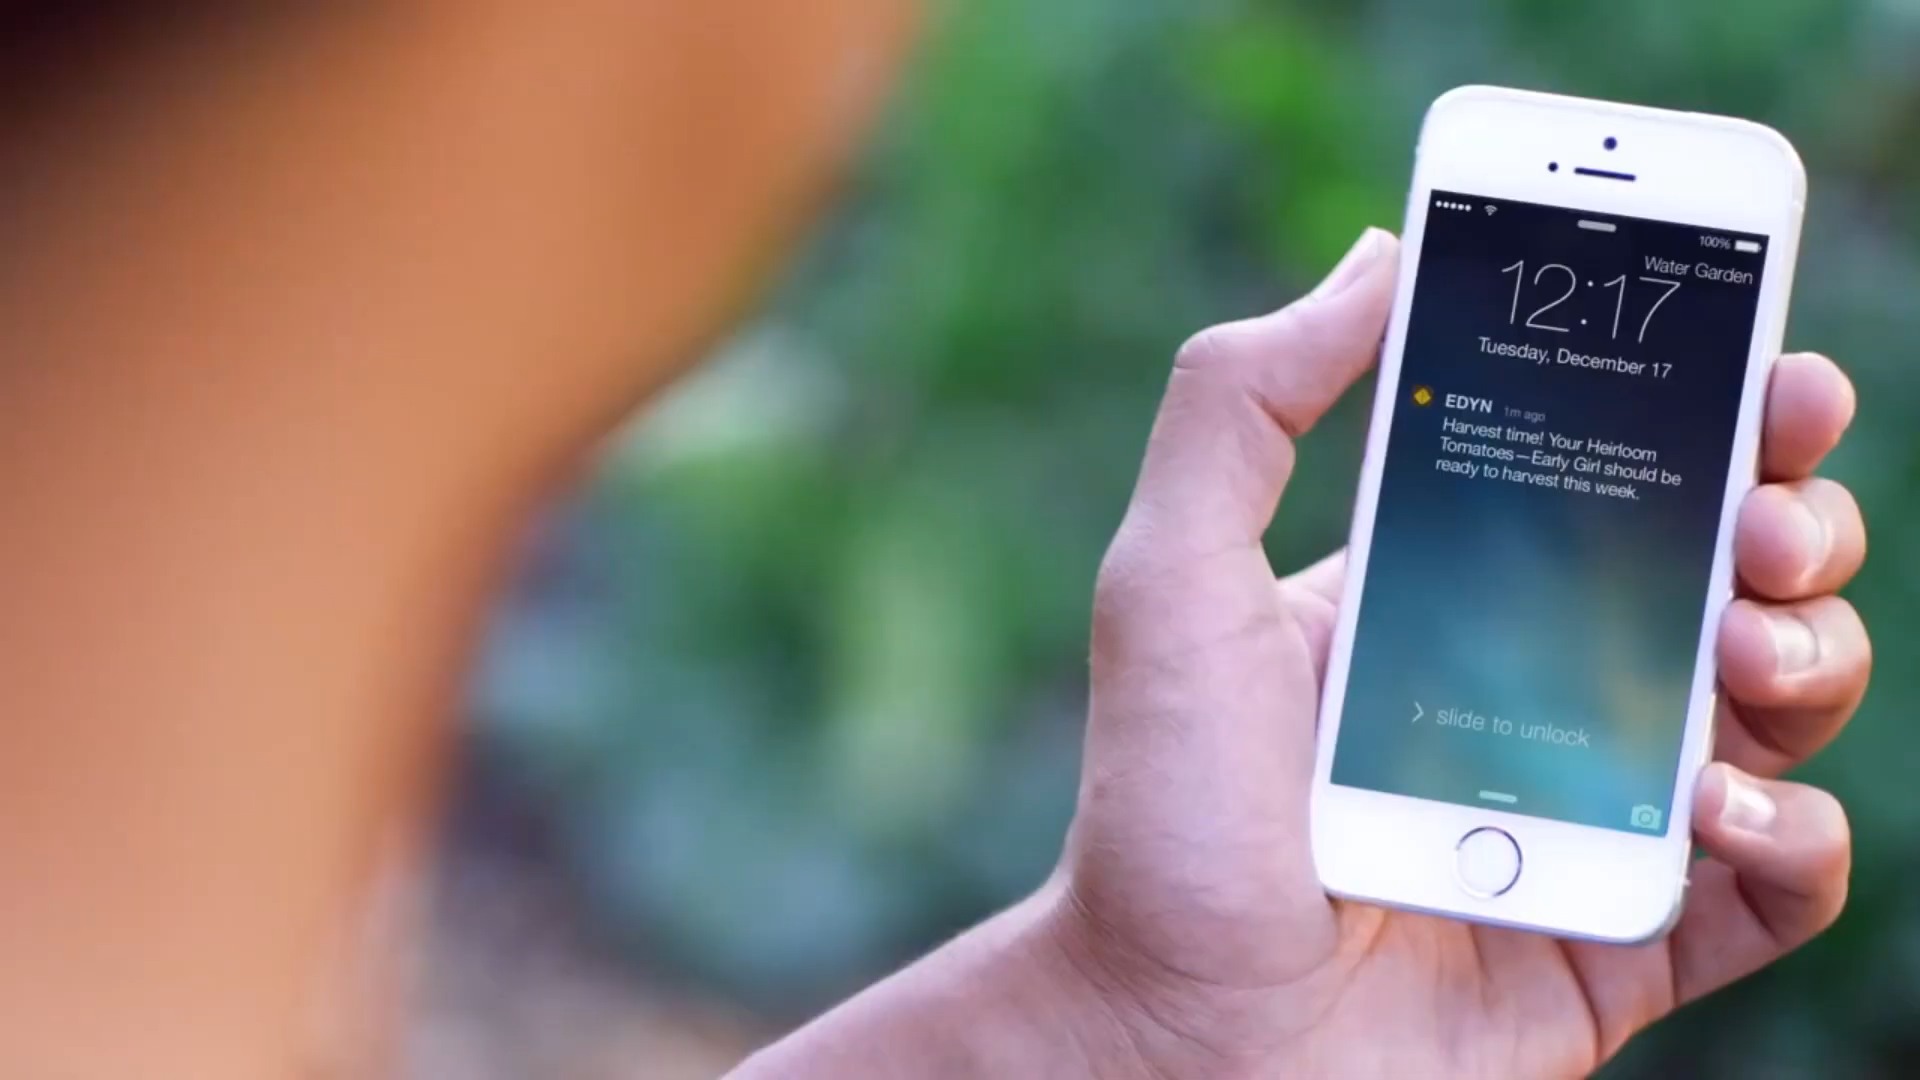 100%
Water Garden
12:17
Tuesday, December 17
EDYN 1m ago
Harvest time! Your Heirloom
Tomatoes—Early Girl should be
ready to harvest this week.
slide to unlock